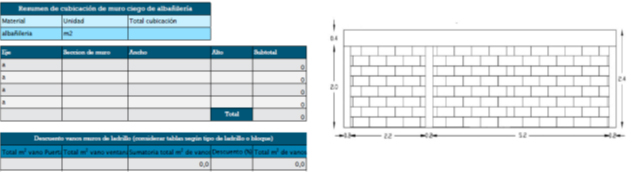 Resumen de cubicación de muro ciego de albañilería
Material Unidad Total cubicación
albañilería m2
Eje Seccion de muro Ancho Alto Subtotal
a 0
a 0
a 0
a 0
Total 0
Descuento vanos muros de ladrillo (considerar tablas según tipo de ladrillo o bloque)
Total m² vano Puerta Total m² vano ventana Sumatoria total m² de vanos Descuento (%) Total m² de vanos
0,0 0,0
0.4
2.0
2.4
0.2 2.2 0.2 5.2 0.2